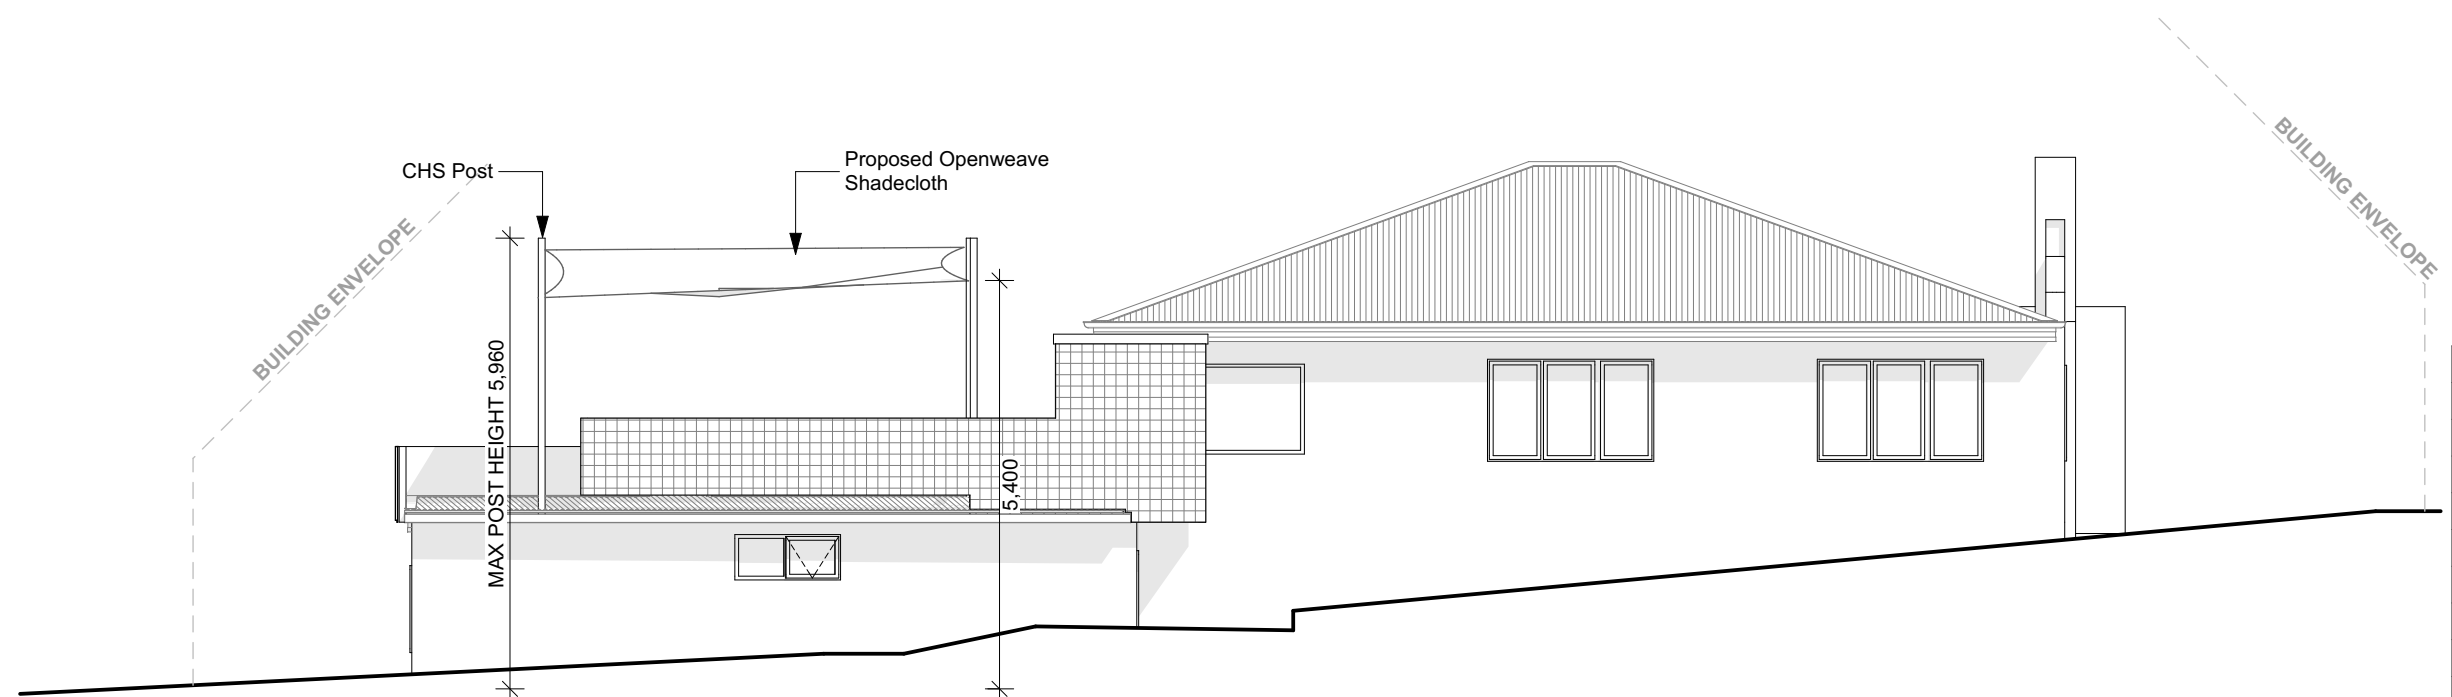 CHS Post
Proposed Openweave
Shadecloth
BUILDING ENVELOPE
BUILDING ENVELOPE
MAX POST HEIGHT 5,960
5,400